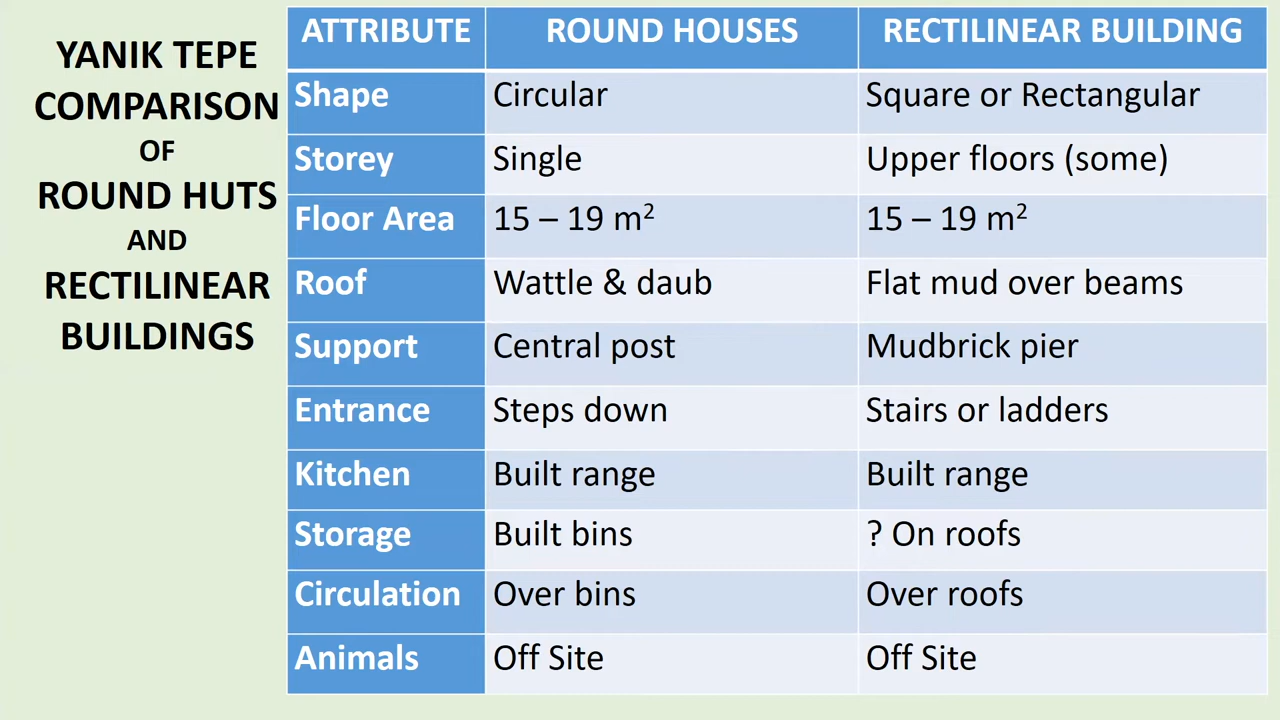 YANIK TEPE
COMPARISON
OF
ROUND HUTS
AND
RECTILINEAR
BUILDINGS
ATTRIBUTE ROUND HOUSES RECTILINEAR BUILDING
Shape Circular Square or Rectangular
Storey Single Upper floors (some)
Floor Area 15 – 19 m² 15 – 19 m²
Roof Wattle & daub Flat mud over beams
Support Central post Mudbrick pier
Entrance Steps down Stairs or ladders
Kitchen Built range Built range
Storage Built bins ? On roofs
Circulation Over bins Over roofs
Animals Off Site Off Site